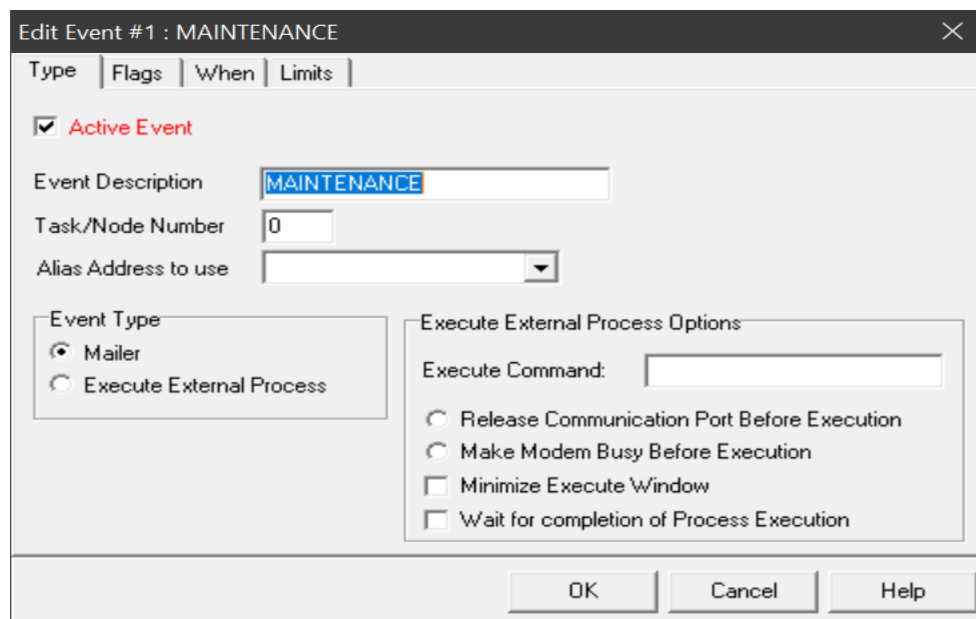 Edit Event #1 : MAINTENANCE
Type Flags When Limits
Active Event
Event Description MAINTENANCE
Task/Node Number 0
Alias Address to use
Event Type
Mailer
Execute External Process
Execute External Process Options
Execute Command:
Release Communication Port Before Execution
Make Modem Busy Before Execution
Minimize Execute Window
Wait for completion of Process Execution
OK Cancel Help